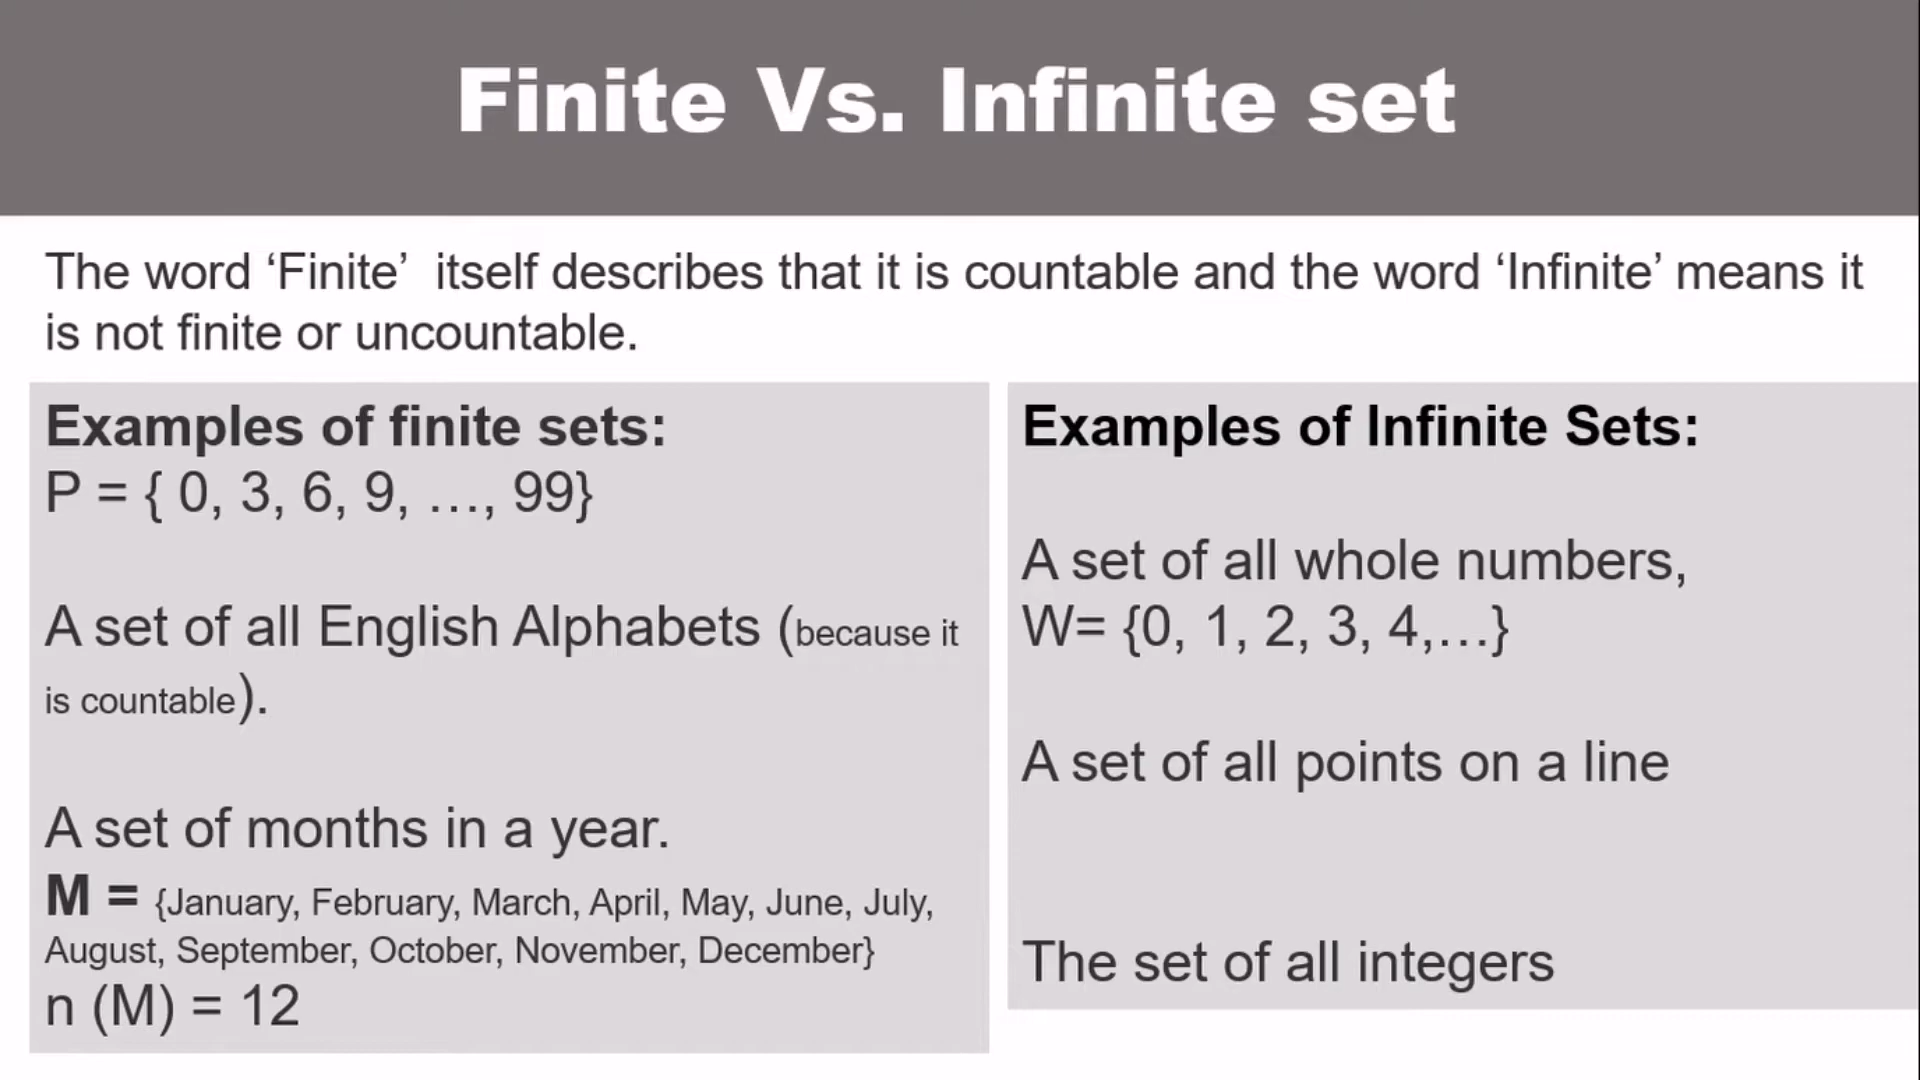 Finite Vs. Infinite set
The word ‘Finite’ itself describes that it is countable and the word ‘Infinite’ means it
is not finite or uncountable.
Examples of finite sets:
P = { 0, 3, 6, 9, …, 99}
A set of all English Alphabets (because it
is countable).
A set of months in a year.
M = {January, February, March, April, May, June, July,
August, September, October, November, December}
n (M) = 12
Examples of Infinite Sets:
A set of all whole numbers,
W= {0, 1, 2, 3, 4,…}
A set of all points on a line
The set of all integers